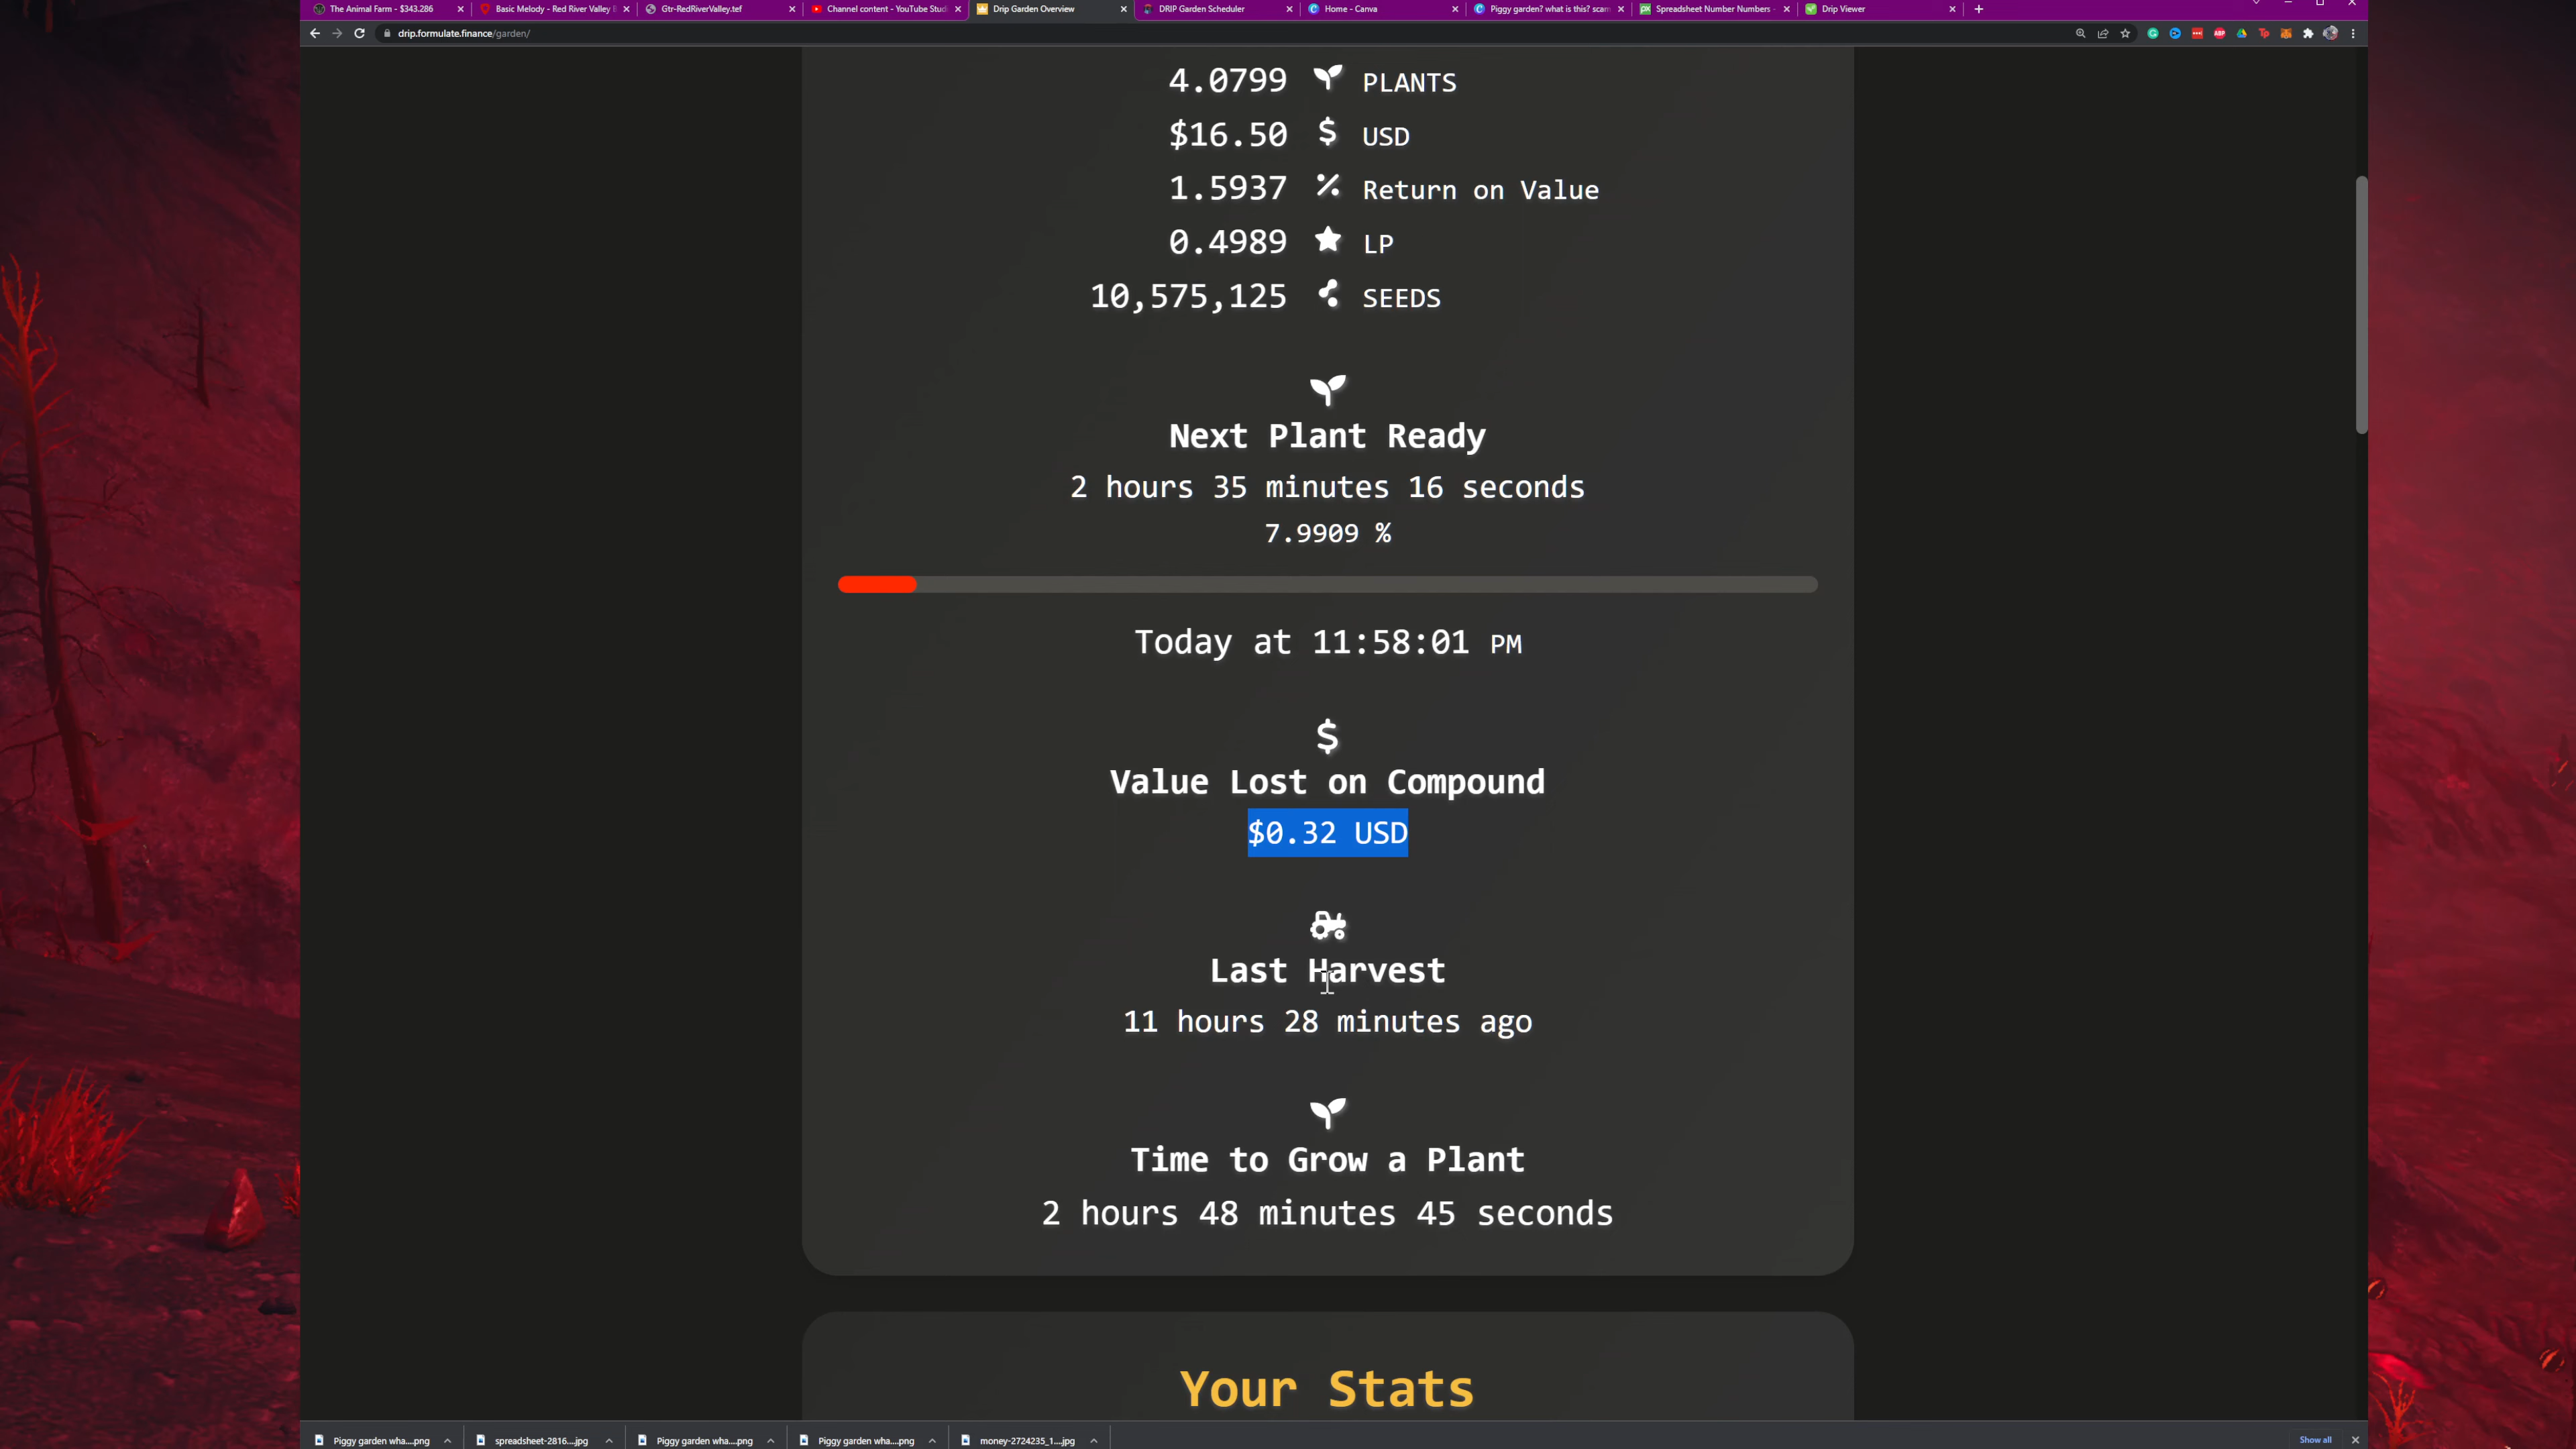 The Animal Farm - $343.286
Basic Melody - Red River Valley
Gtr-RedRiverValley.tef
Channel content - YouTube Stud
Drip Garden Overview
DRIP Garden Scheduler
Home - Canva
Piggy garden? what is this? scam
Spreadsheet Number Numbers -
Drip Viewer
drip.formulate.finance/garden/
4.0799 PLANTS
$16.50 $ USD
1.5937 % Return on Value
0.4989 LP
10,575,125 SEEDS
Next Plant Ready
2 hours 35 minutes 16 seconds
7.9909 %
Today at 11:58:01 PM
$
Value Lost on Compound
$0.32 USD
Last Harvest
11 hours 28 minutes ago
Time to Grow a Plant
2 hours 48 minutes 45 seconds
Your Stats
Piggy garden wha....png
spreadsheet-2816....jpg
Piggy garden wha....png
Piggy garden wha....png
money-2724235_1....jpg
Show all